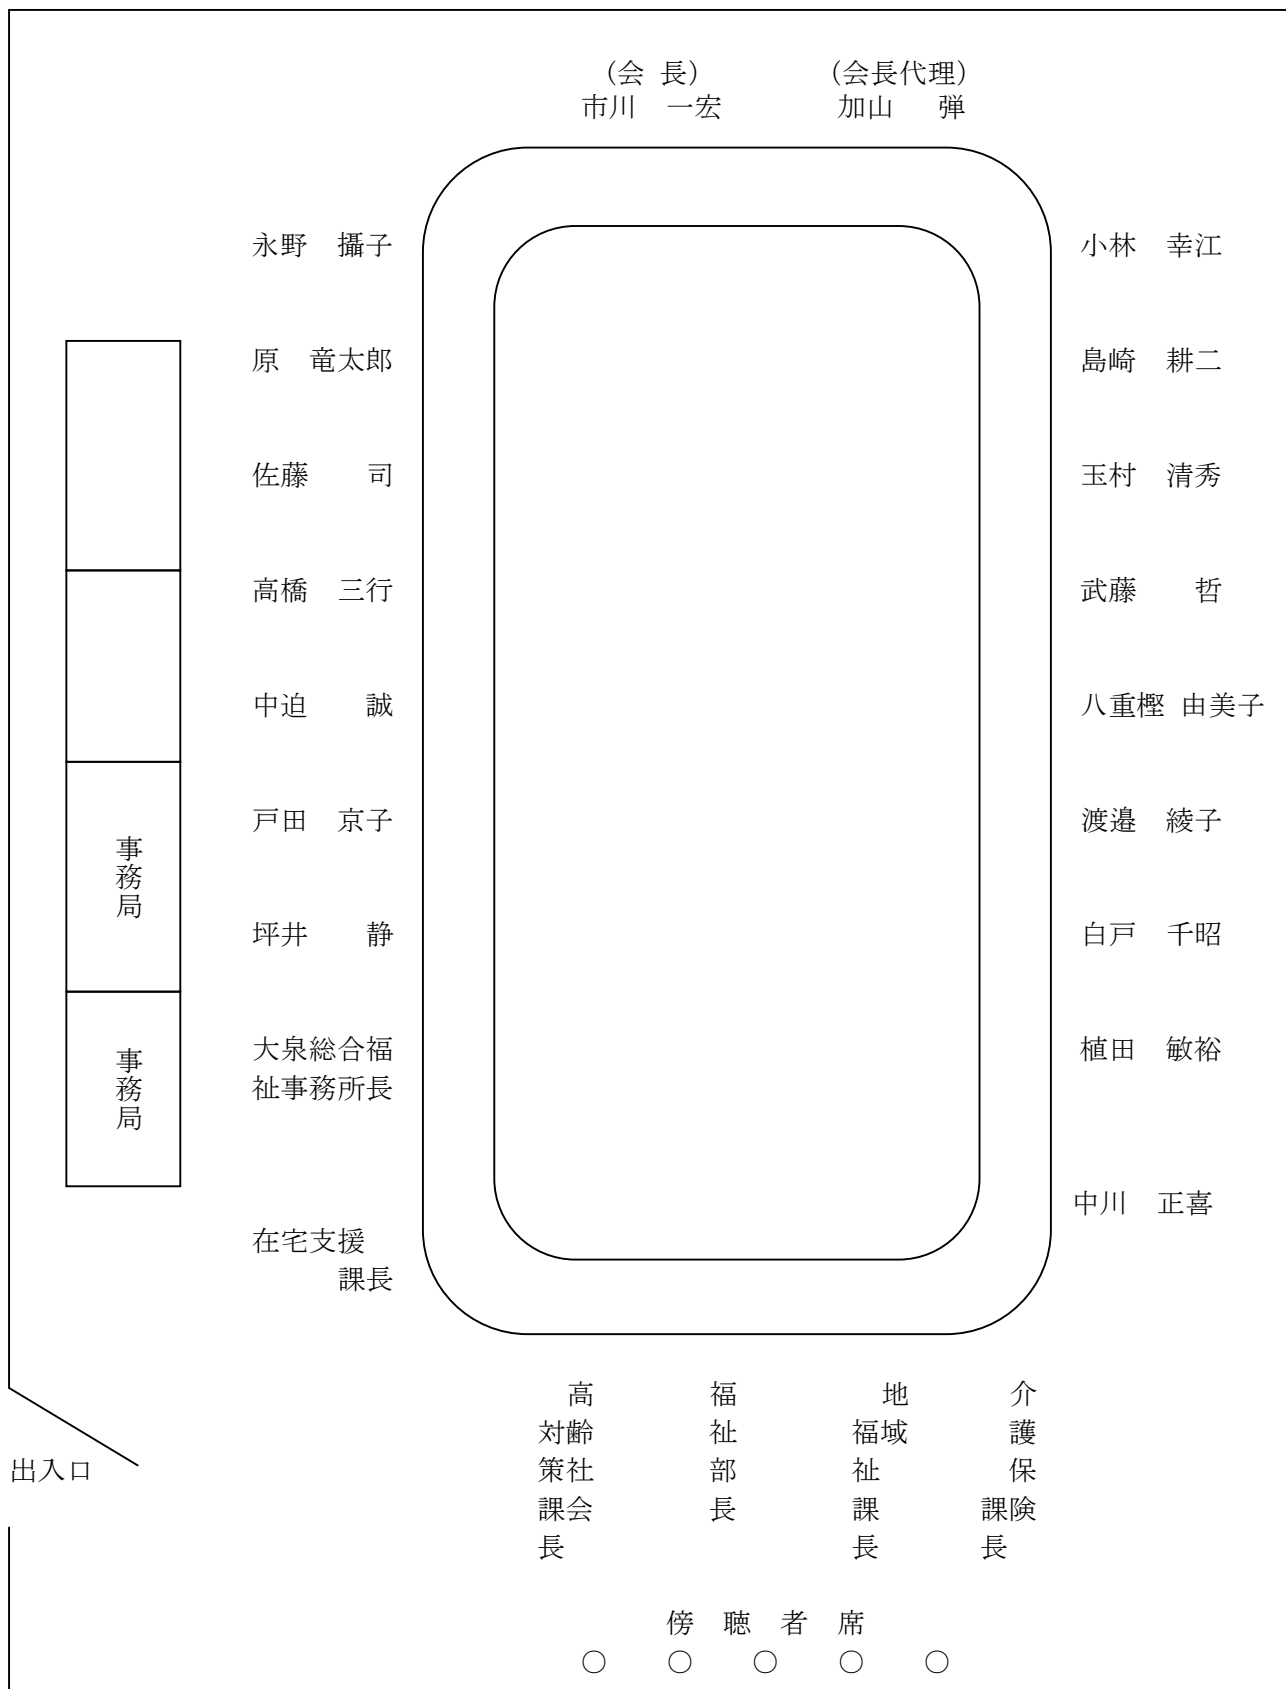 （会 長）　（会長代理）
市川　一宏　加山　弾
永野　攝子　小林　幸江
原　竜太郎　島崎　耕二
佐藤　司　玉村　清秀
高橋　三行　武藤　哲
中迫　誠　八重樫 由美子
戸田　京子　渡邉　綾子
事務局
坪井　静　白戸　千昭
大泉総合福
祉事務所長
植田　敏裕
事務局
中川　正喜
在宅支援
課長
高齢社会
対策課長
福祉部長
地域
福祉課長
介護保険
課長
出入口
傍 聴 者 席
○ ○ ○ ○ ○